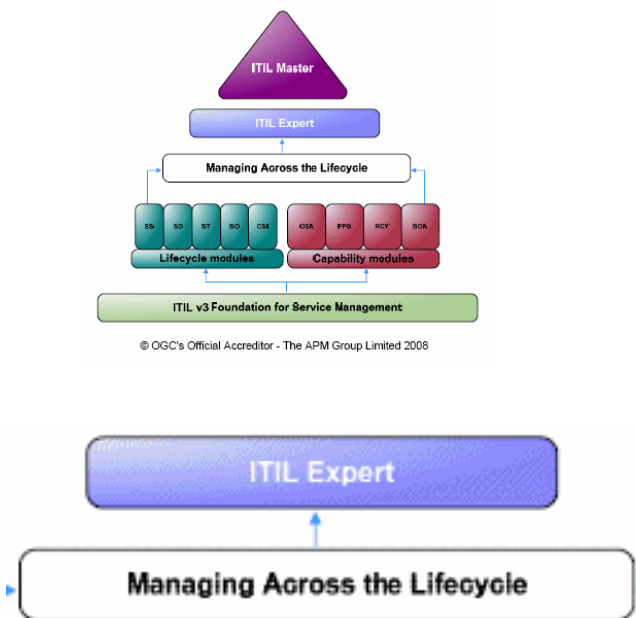 ITIL Master
ITIL Expert
Managing Across the Lifecycle
SS SD ST SO CSI OSA PPO RCV SOA
Lifecycle modules Capability modules
ITIL v3 Foundation for Service Management
© OGC's Official Accreditor - The APM Group Limited 2008
ITIL Expert
Managing Across the Lifecycle